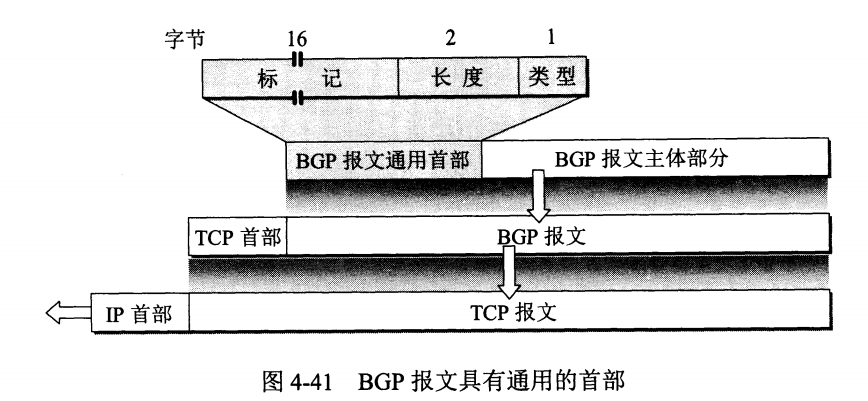 字节 16 2 1
标 记 长 度 类 型
BGP 报文通用首部 BGP 报文主体部分
TCP 首部 BGP 报文
IP 首部 TCP 报文
图 4-41 BGP 报文具有通用的首部